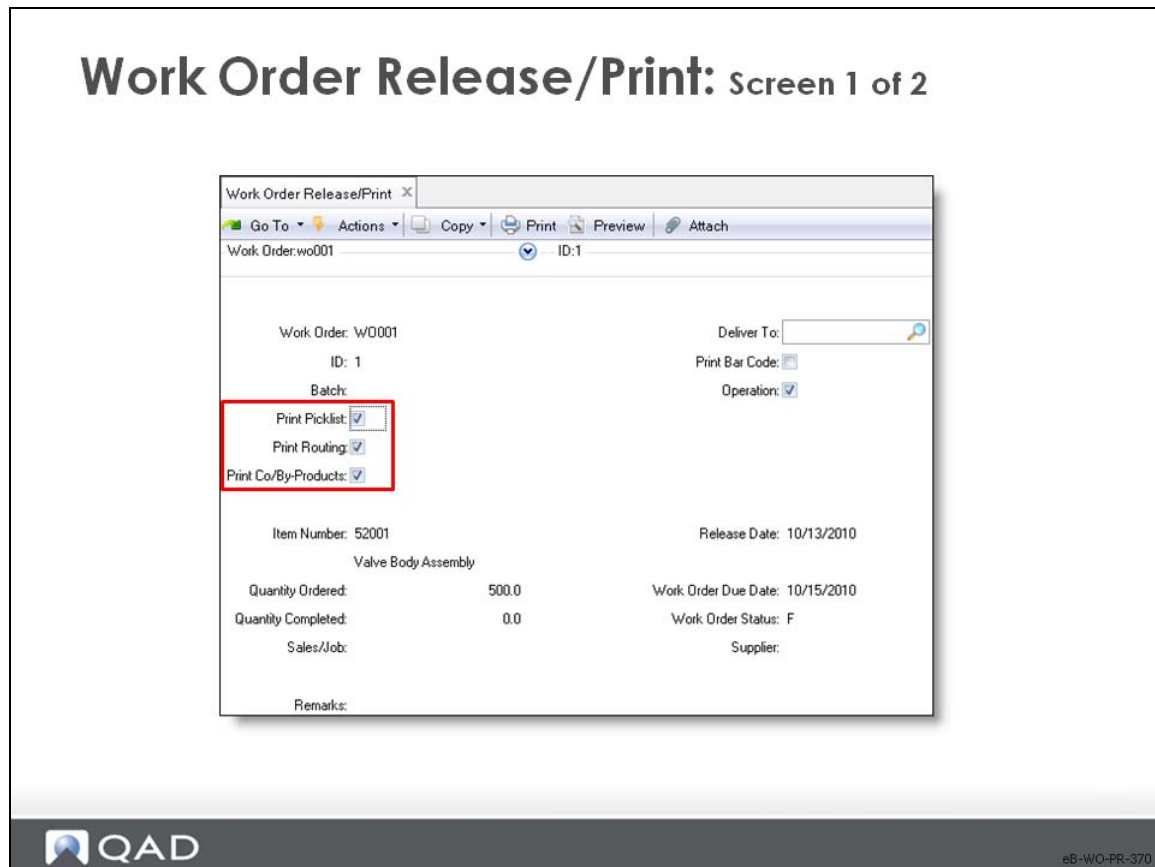 Work Order Release/Print: Screen 1 of 2
Work Order Release/Print X
Go To Actions Copy Print Preview Attach
Work Order:wo001 ID:1
Work Order: WO001 Deliver To:
ID: 1 Print Bar Code:
Batch: Operation:
Print Picklist:
Print Routing:
Print Co/By-Products:
Item Number: 52001 Release Date: 10/13/2010
Valve Body Assembly
Quantity Ordered: 500.0 Work Order Due Date: 10/15/2010
Quantity Completed: 0.0 Work Order Status: F
Sales/Job: Supplier:
Remarks:
QAD
eB-WO-PR-370